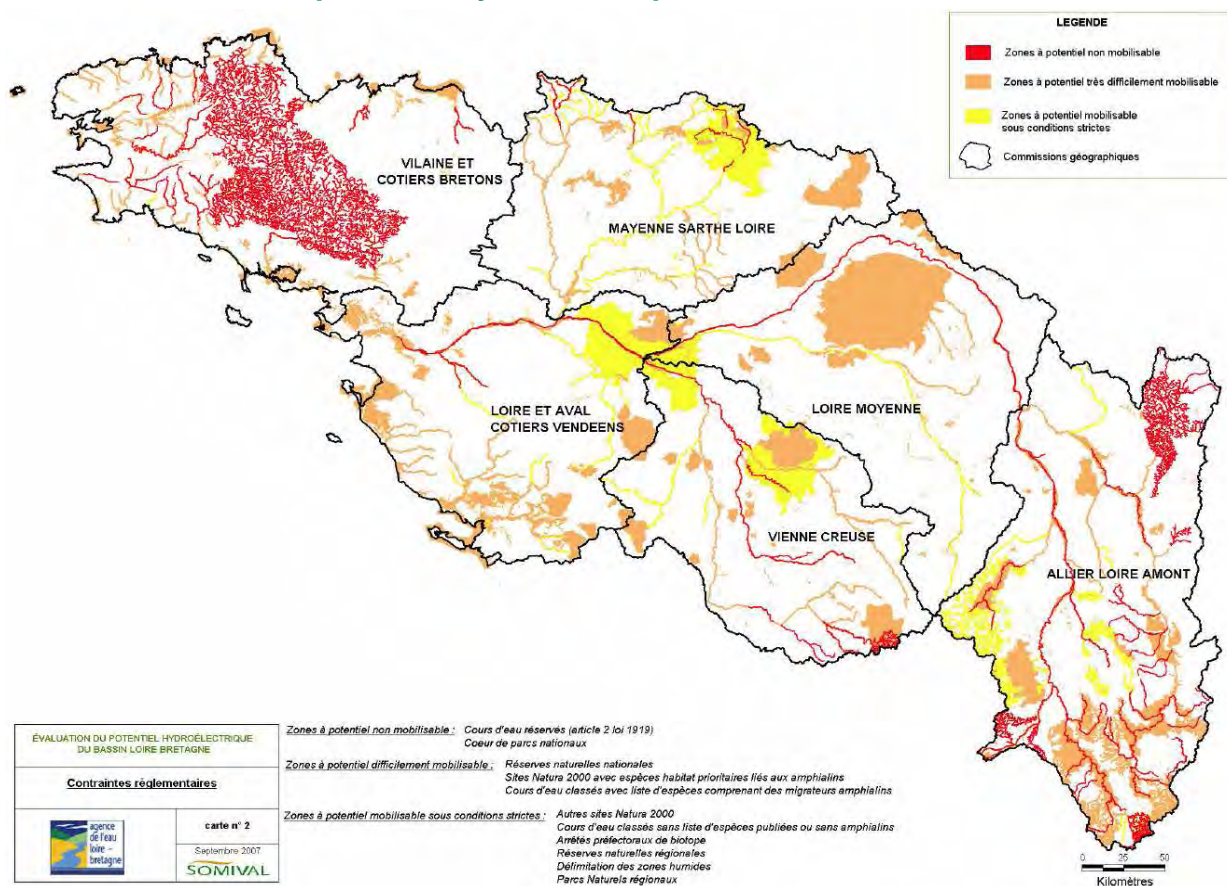 LEGENDE
Zones à potentiel non mobilisable
Zones à potentiel très difficilement mobilisable
Zones à potentiel mobilisable
sous conditions strictes
Commissions géographiques
VILAINE ET
COTIERS BRETONS
MAYENNE SARTHE LOIRE
LOIRE ET AVAL
COTIERS VENDEENS
LOIRE MOYENNE
VIENNE CREUSE
ALLIER LOIRE AMONT
0 25 50
Kilomètres
ÉVALUATION DU POTENTIEL HYDROÉLECTRIQUE
DU BASSIN LOIRE BRETAGNE
Contraintes réglementaires
agence
de l'eau
loire –
bretagne
carte n° 2
Septembre 2007
SOMIVAL
Zones à potentiel non mobilisable : Cours d'eau réservés (article 2 loi 1919)
Coeur de parcs nationaux
Zones à potentiel difficilement mobilisable : Réserves naturelles nationales
Sites Natura 2000 avec espèces habitat prioritaires liés aux amphialins
Cours d'eau classés avec liste d'espèces comprenant des migrateurs amphialins
Zones à potentiel mobilisable sous conditions strictes : Autres sites Natura 2000
Cours d'eau classés sans liste d'espèces publiées ou sans amphialins
Arrêtés préfectoraux de biotope
Réserves naturelles régionales
Délimitation des zones humides
Parcs Naturels régionaux